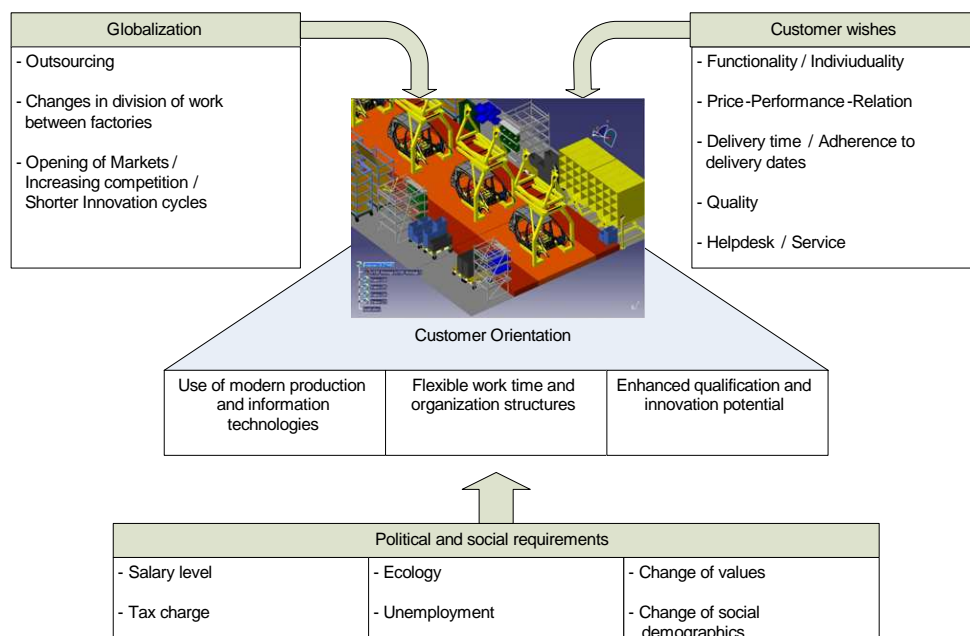 Globalization
- Outsourcing
- Changes in division of work
between factories
- Opening of Markets /
Increasing competition /
Shorter Innovation cycles
Customer wishes
- Functionality / Indiviuduality
- Price-Performance-Relation
- Delivery time / Adherence to
delivery dates
- Quality
- Helpdesk / Service
Customer Orientation
Use of modern production
and information
technologies
Flexible work time and
organization structures
Enhanced qualification and
innovation potential
Political and social requirements
- Salary level
- Tax charge
- Ecology
- Unemployment
- Change of values
- Change of social
demographics